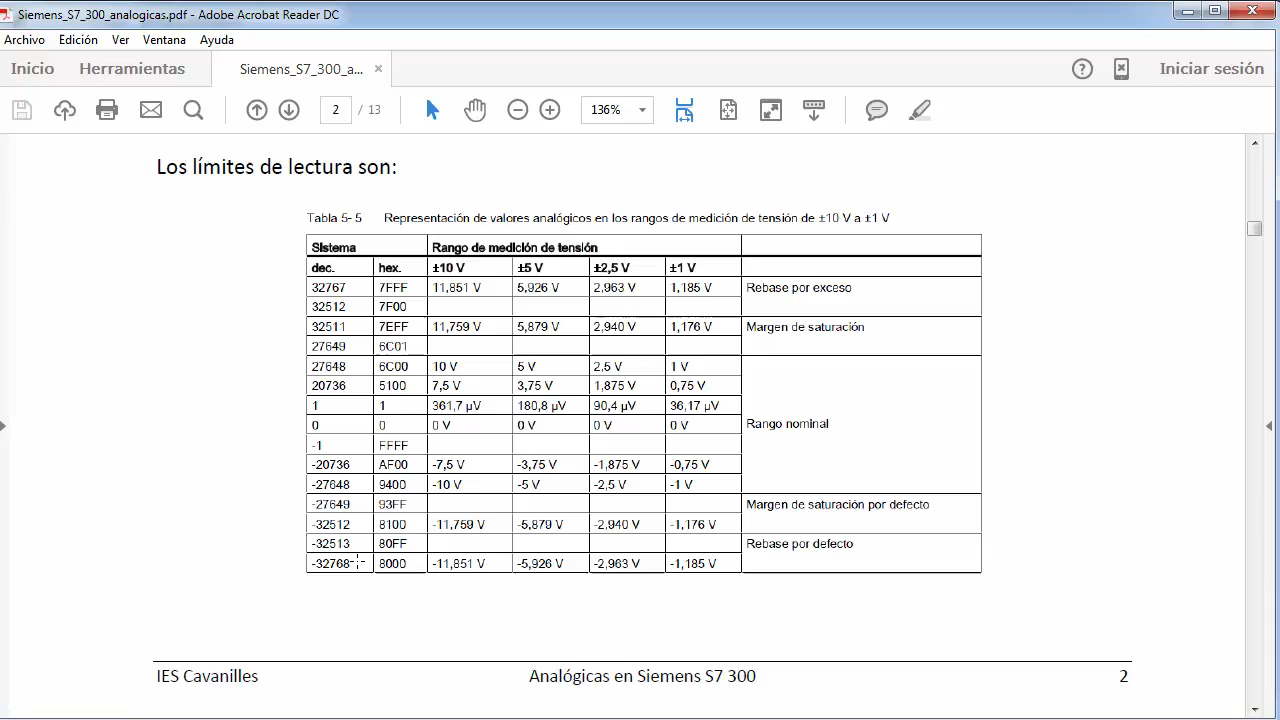 Siemens_S7_300_analogicas.pdf - Adobe Acrobat Reader DC
Archivo Edición Ver Ventana Ayuda
Inicio Herramientas Siemens_S7_300_a... × Iniciar sesión
2 / 13 136%
Los límites de lectura son:
Tabla 5- 5 Representación de valores analógicos en los rangos de medición de tensión de ±10 V a ±1 V
Sistema Rango de medición de tensión
dec. hex. ±10 V ±5 V ±2,5 V ±1 V
32767 7FFF 11,851 V 5,926 V 2,963 V 1,185 V Rebase por exceso
32512 7F00
32511 7EFF 11,759 V 5,879 V 2,940 V 1,176 V Margen de saturación
27649 6C01
27648 6C00 10 V 5 V 2,5 V 1 V
20736 5100 7,5 V 3,75 V 1,875 V 0,75 V
1 1 361,7 µV 180,8 µV 90,4 µV 36,17 µV
0 0 0 V 0 V 0 V 0 V Rango nominal
-1 FFFF
-20736 AF00 -7,5 V -3,75 V -1,875 V -0,75 V
-27648 9400 -10 V -5 V -2,5 V -1 V
-27649 93FF Margen de saturación por defecto
-32512 8100 -11,759 V -5,879 V -2,940 V -1,176 V
-32513 80FF Rebase por defecto
-32768 8000 -11,851 V -5,926 V -2,963 V -1,185 V
IES Cavanilles Analógicas en Siemens S7 300 2